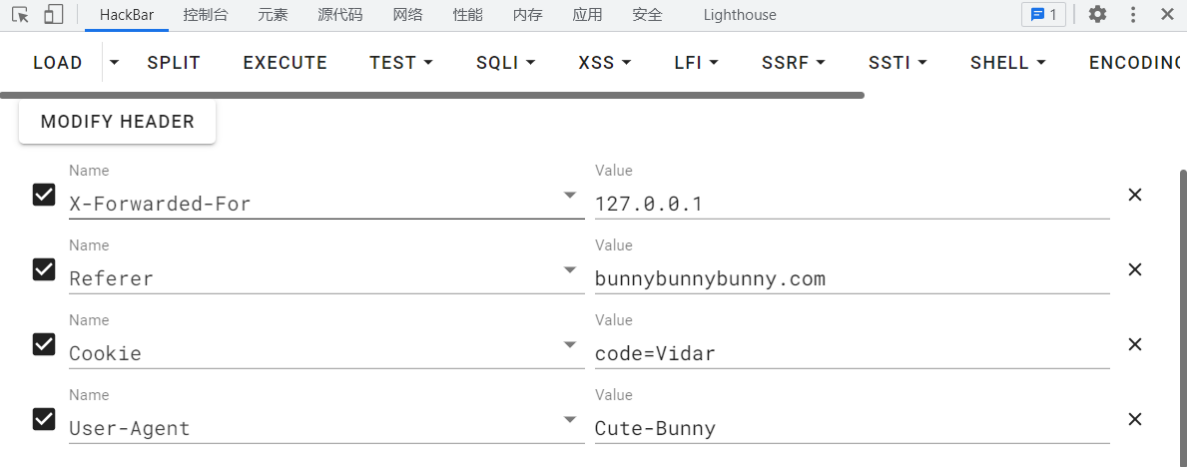 HackBar 控制台 元素 源代码 网络 性能 内存 应用 安全 Lighthouse 1
LOAD SPLIT EXECUTE TEST SQLI XSS LFI SSRF SSTI SHELL ENCODING
MODIFY HEADER
Name Value
X-Forwarded-For 127.0.0.1
Name Value
Referer bunnybunnybunny.com
Name Value
Cookie code=Vidar
Name Value
User-Agent Cute-Bunny